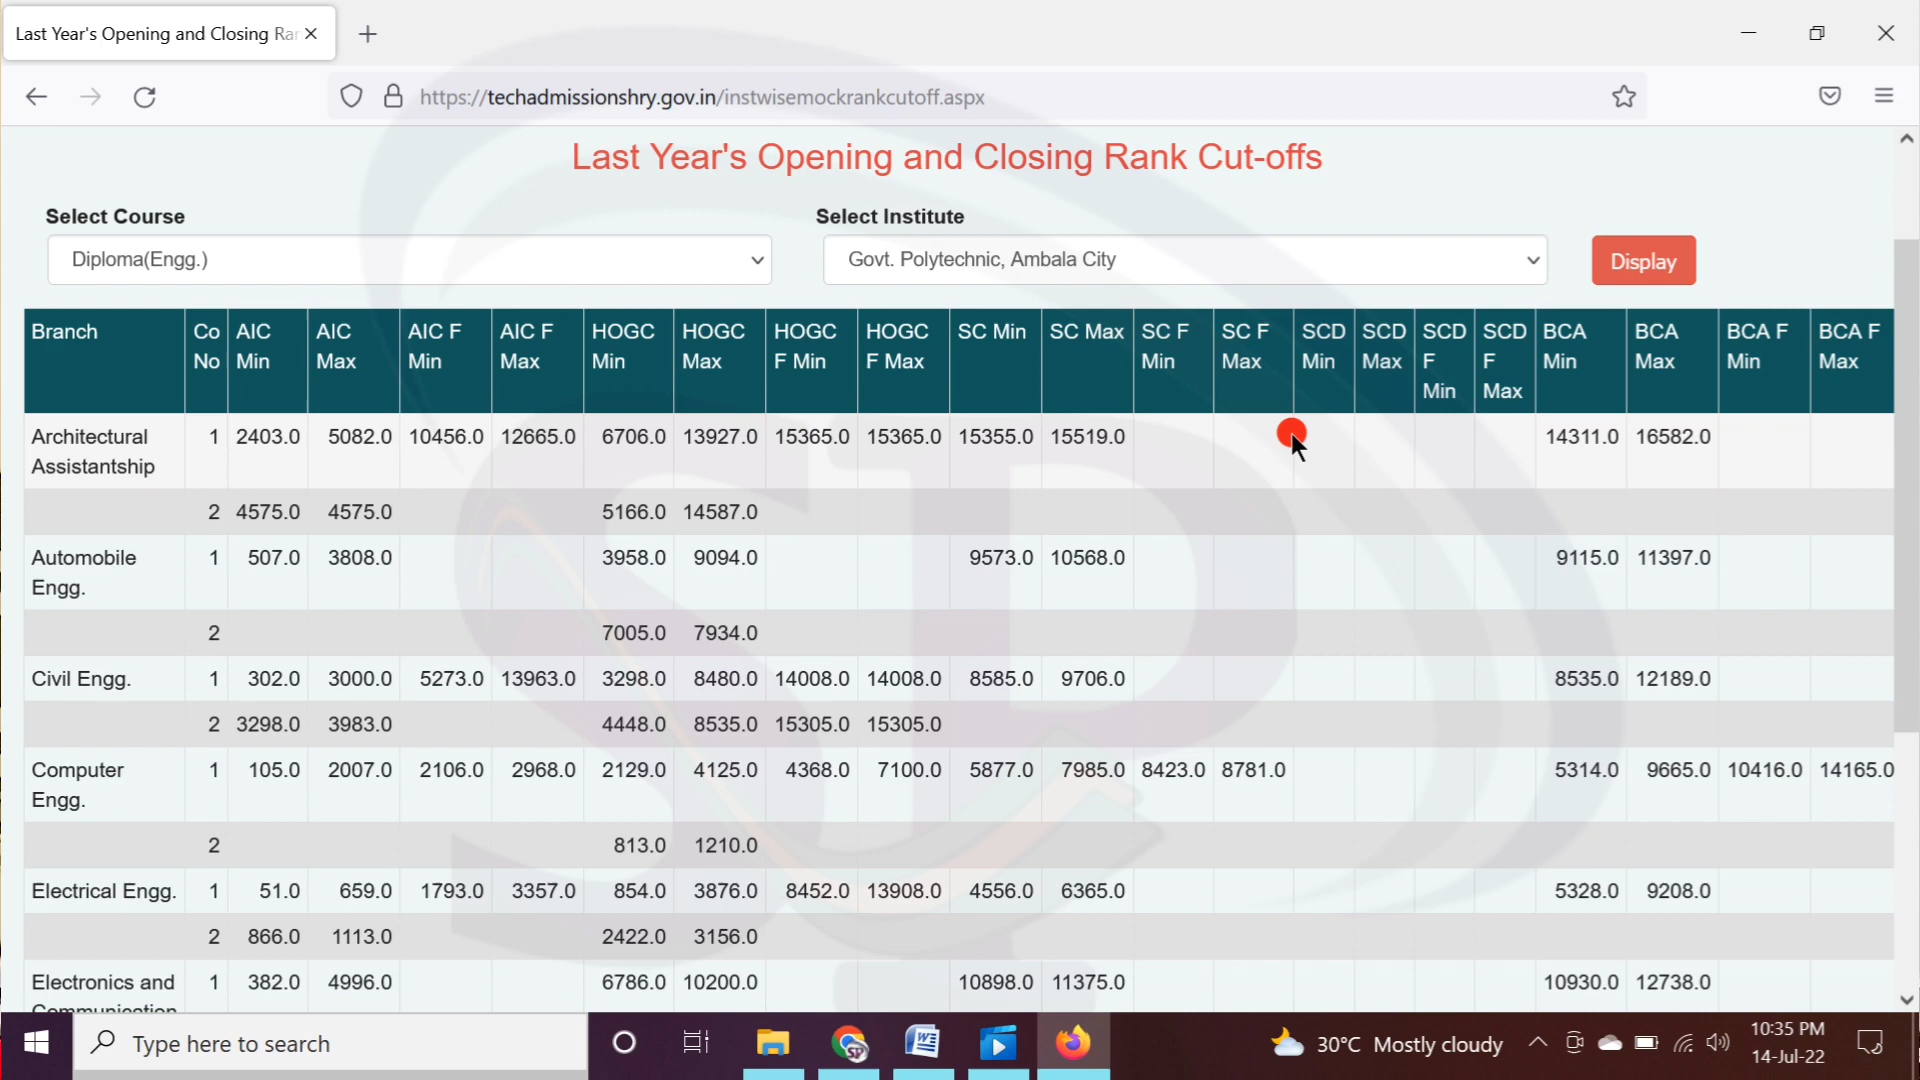 Last Year's Opening and Closing Rar
https://techadmissionshry.gov.in/instwisemockrankcutoff.aspx
Last Year's Opening and Closing Rank Cut-offs
Select Course
Select Institute
Diploma(Engg.)
Govt. Polytechnic, Ambala City
Display
Branch Co No AIC Min AIC Max AIC F Min AIC F Max HOGC Min HOGC Max HOGC F Min HOGC F Max SC Min SC Max SC F Min SC F Max SCD Min SCD Max SCD F Min SCD F Max BCA Min BCA Max BCA F Min BCA F Max
Architectural Assistantship 1 2403.0 5082.0 10456.0 12665.0 6706.0 13927.0 15365.0 15365.0 15355.0 15519.0 14311.0 16582.0
2 4575.0 4575.0 5166.0 14587.0
Automobile Engg. 1 507.0 3808.0 3958.0 9094.0 9573.0 10568.0 9115.0 11397.0
2 7005.0 7934.0
Civil Engg. 1 302.0 3000.0 5273.0 13963.0 3298.0 8480.0 14008.0 14008.0 8585.0 9706.0 8535.0 12189.0
2 3298.0 3983.0 4448.0 8535.0 15305.0 15305.0
Computer Engg. 1 105.0 2007.0 2106.0 2968.0 2129.0 4125.0 4368.0 7100.0 5877.0 7985.0 8423.0 8781.0 5314.0 9665.0 10416.0 14165.0
2 813.0 1210.0
Electrical Engg. 1 51.0 659.0 1793.0 3357.0 854.0 3876.0 8452.0 13908.0 4556.0 6365.0 5328.0 9208.0
2 866.0 1113.0 2422.0 3156.0
Electronics and Communication 1 382.0 4996.0 6786.0 10200.0 10898.0 11375.0 10930.0 12738.0
SP
Type here to search
30°C Mostly cloudy
10:35 PM
14-Jul-22